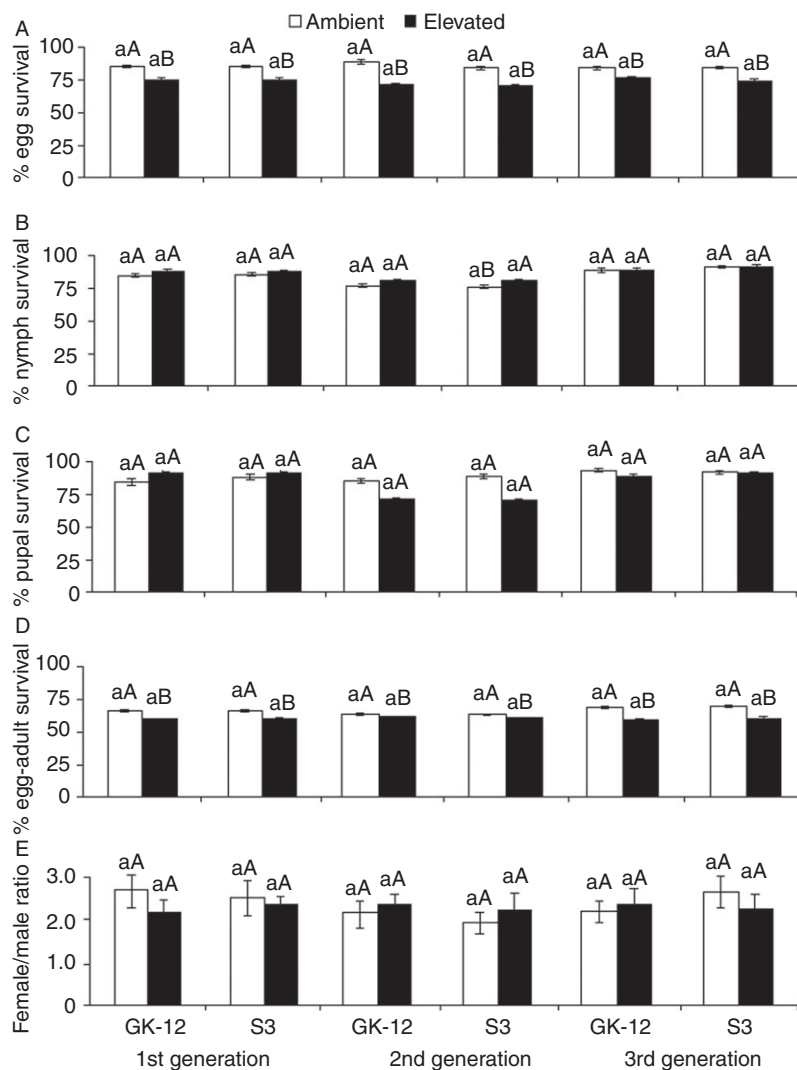 Ambient Elevated
A
aA aB aA aB aA aB aA aB aA aB aA aB
100
75
50
25
0
% egg survival
B
aA aA aA aA aA aA aB aA aA aA aA aA
100
75
50
25
0
% nymph survival
C
aA aA aA aA aA aA aA aA aA aA aA aA
100
75
50
25
0
% pupal survival
D
aA aB aA aB aA aB aA aB aA aB aA aB
100
75
50
25
0
% egg-adult survival
E
aA aA aA aA aA aA aA aA aA aA aA aA
3.0
2.0
1.0
0
Female/male ratio
GK-12 S3 GK-12 S3 GK-12 S3
1st generation 2nd generation 3rd generation